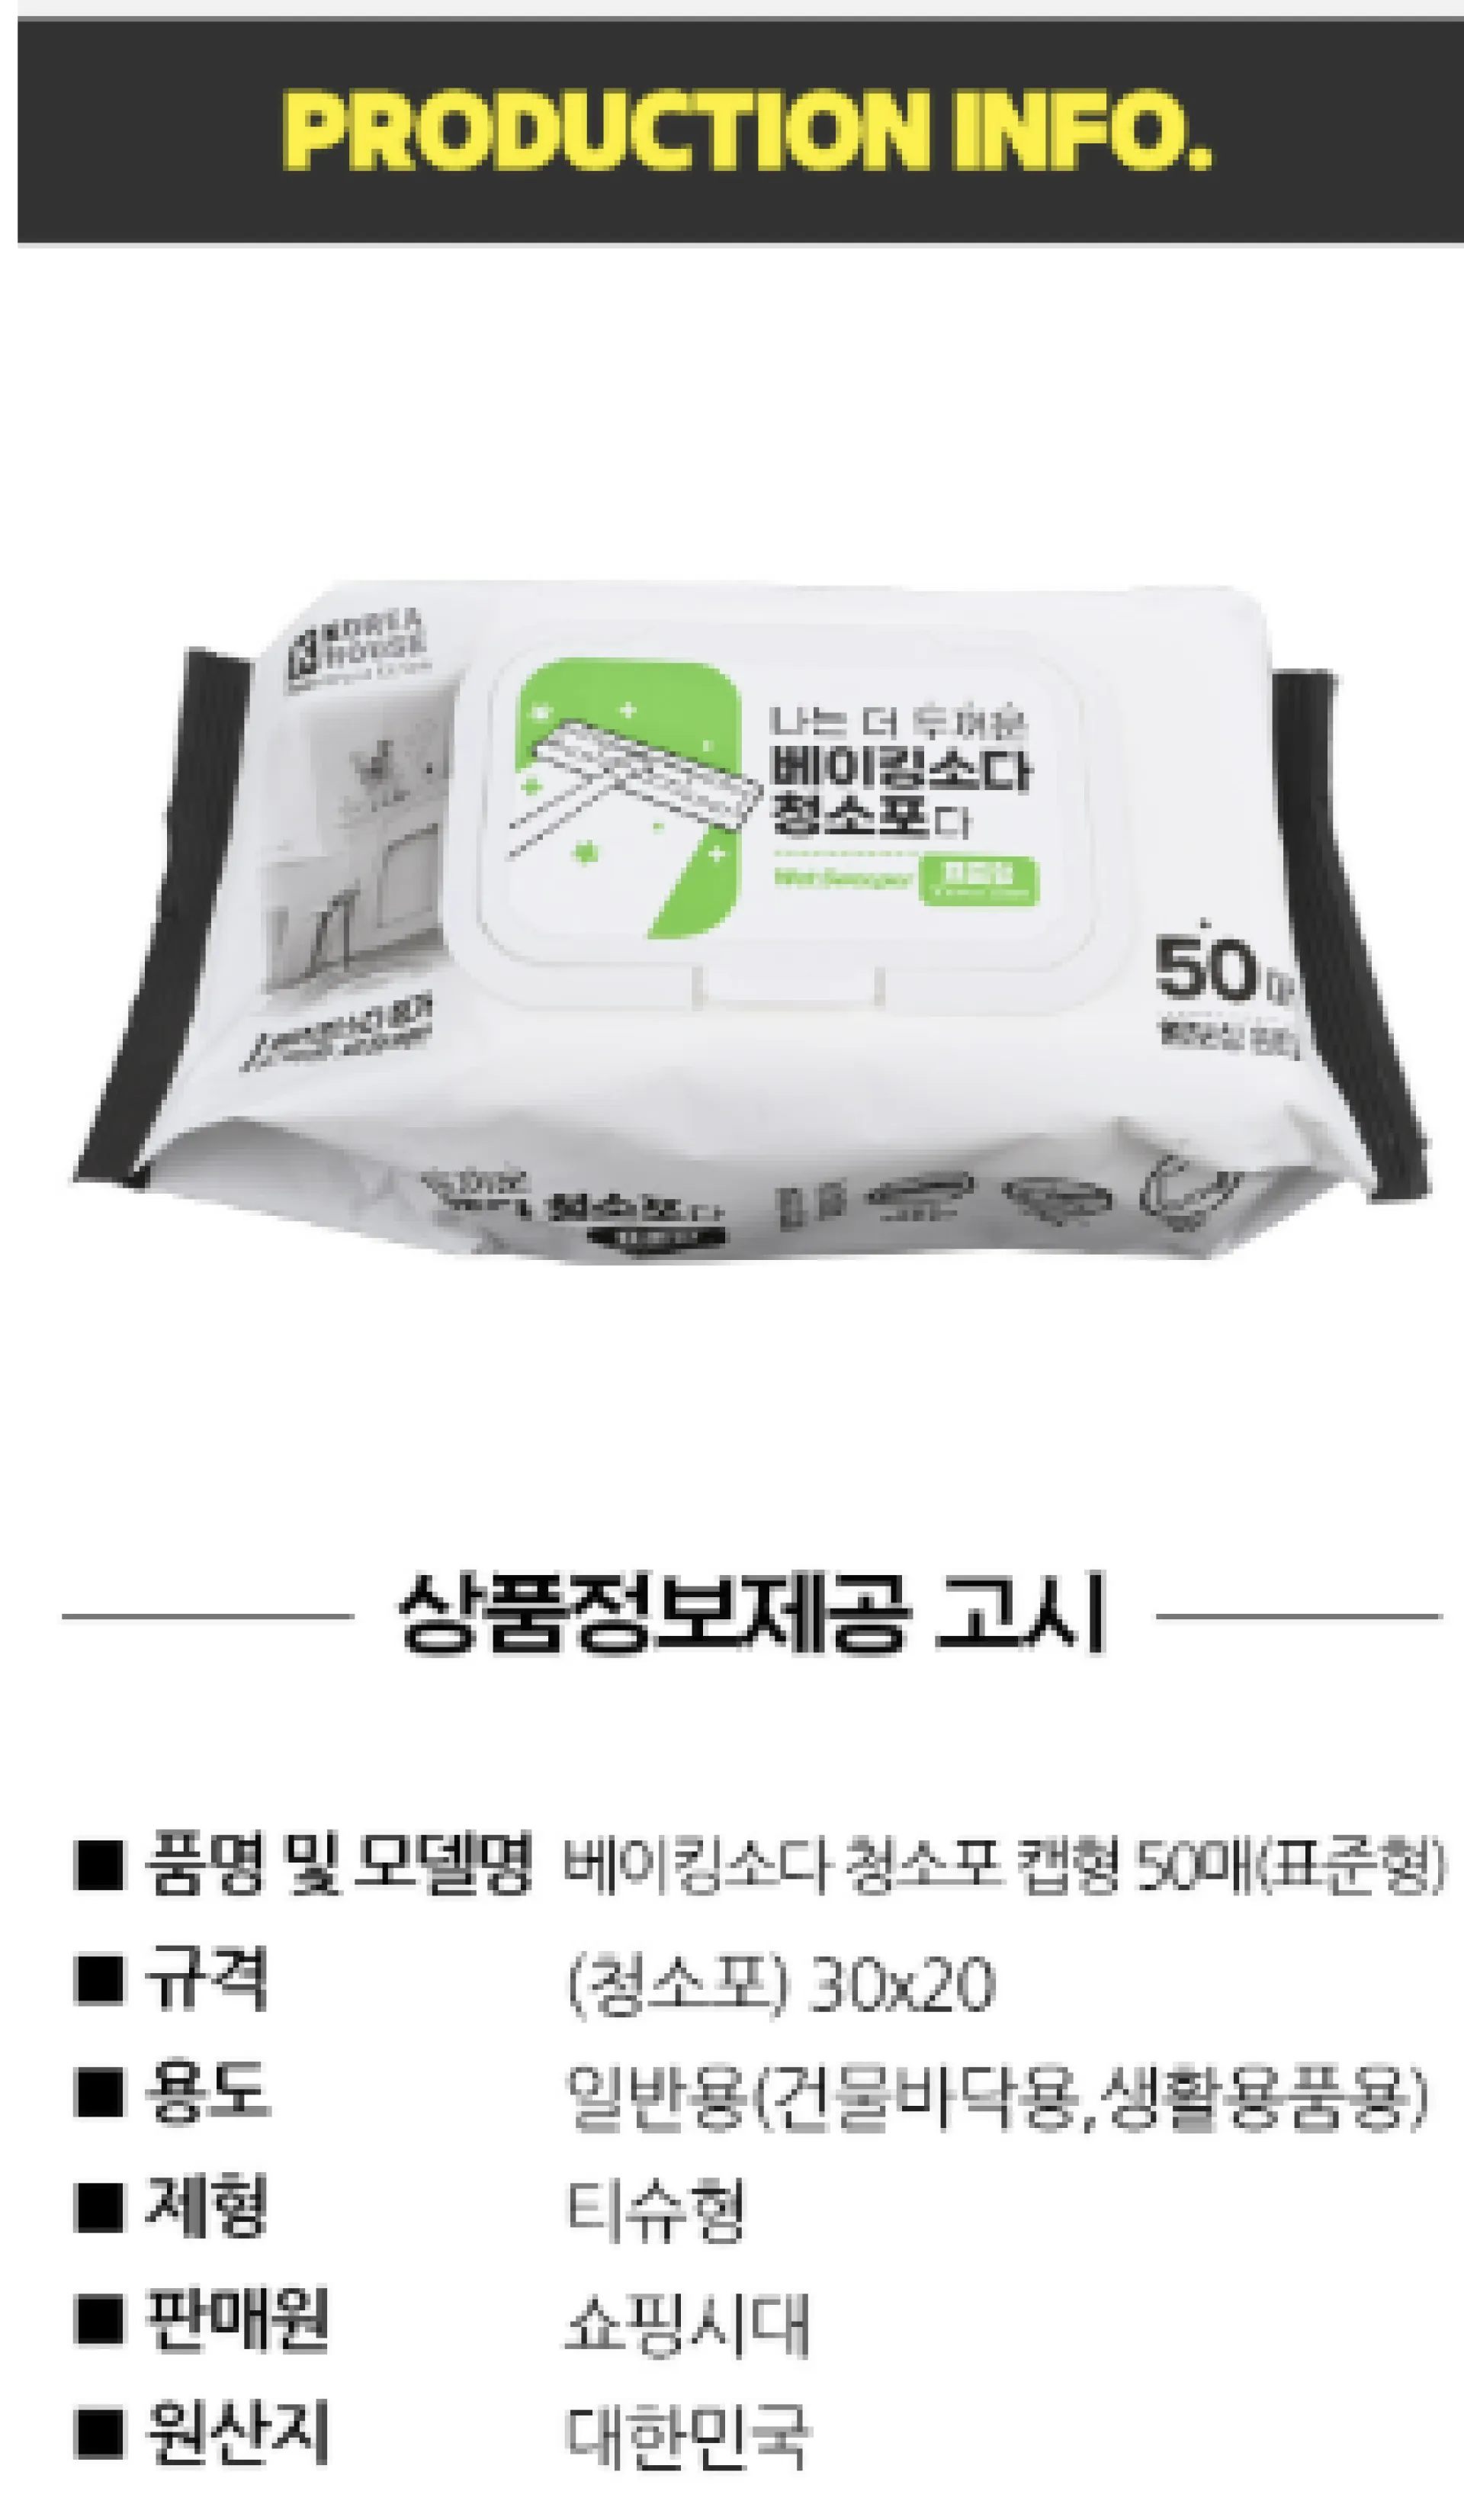 PRODUCTION INFO.
KOREA
HOUSE
나는 더 두꺼운
베이킹소다
청소포다
50매
상품정보제공 고시
■ 품명 및 모델명 베이킹소다 청소포 캡형 50매(표준형)
■ 규격 (청소포) 30x20
■ 용도 일반용(건물바닥용,생활용품용)
■ 제형 티슈형
■ 판매원 쇼핑시대
■ 원산지 대한민국